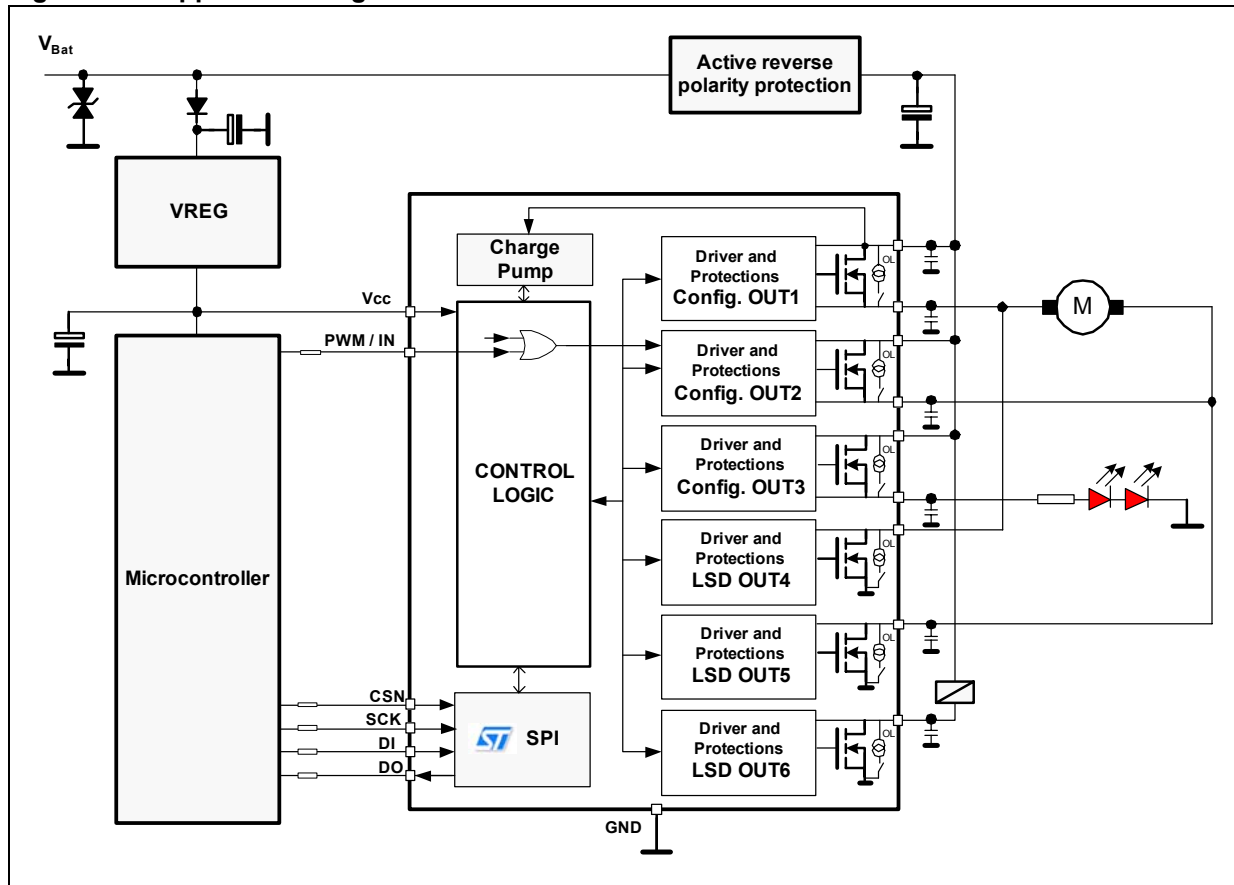 V_Bat
Active reverse
polarity protection
VREG
Charge
Pump
Vcc
PWM / IN
CONTROL
LOGIC
Microcontroller
CSN
SCK
DI
DO
SPI
GND
Driver and
Protections
Config. OUT1
OL
Driver and
Protections
Config. OUT2
OL
Driver and
Protections
Config. OUT3
OL
Driver and
Protections
LSD OUT4
OL
Driver and
Protections
LSD OUT5
OL
Driver and
Protections
LSD OUT6
OL
M
ST